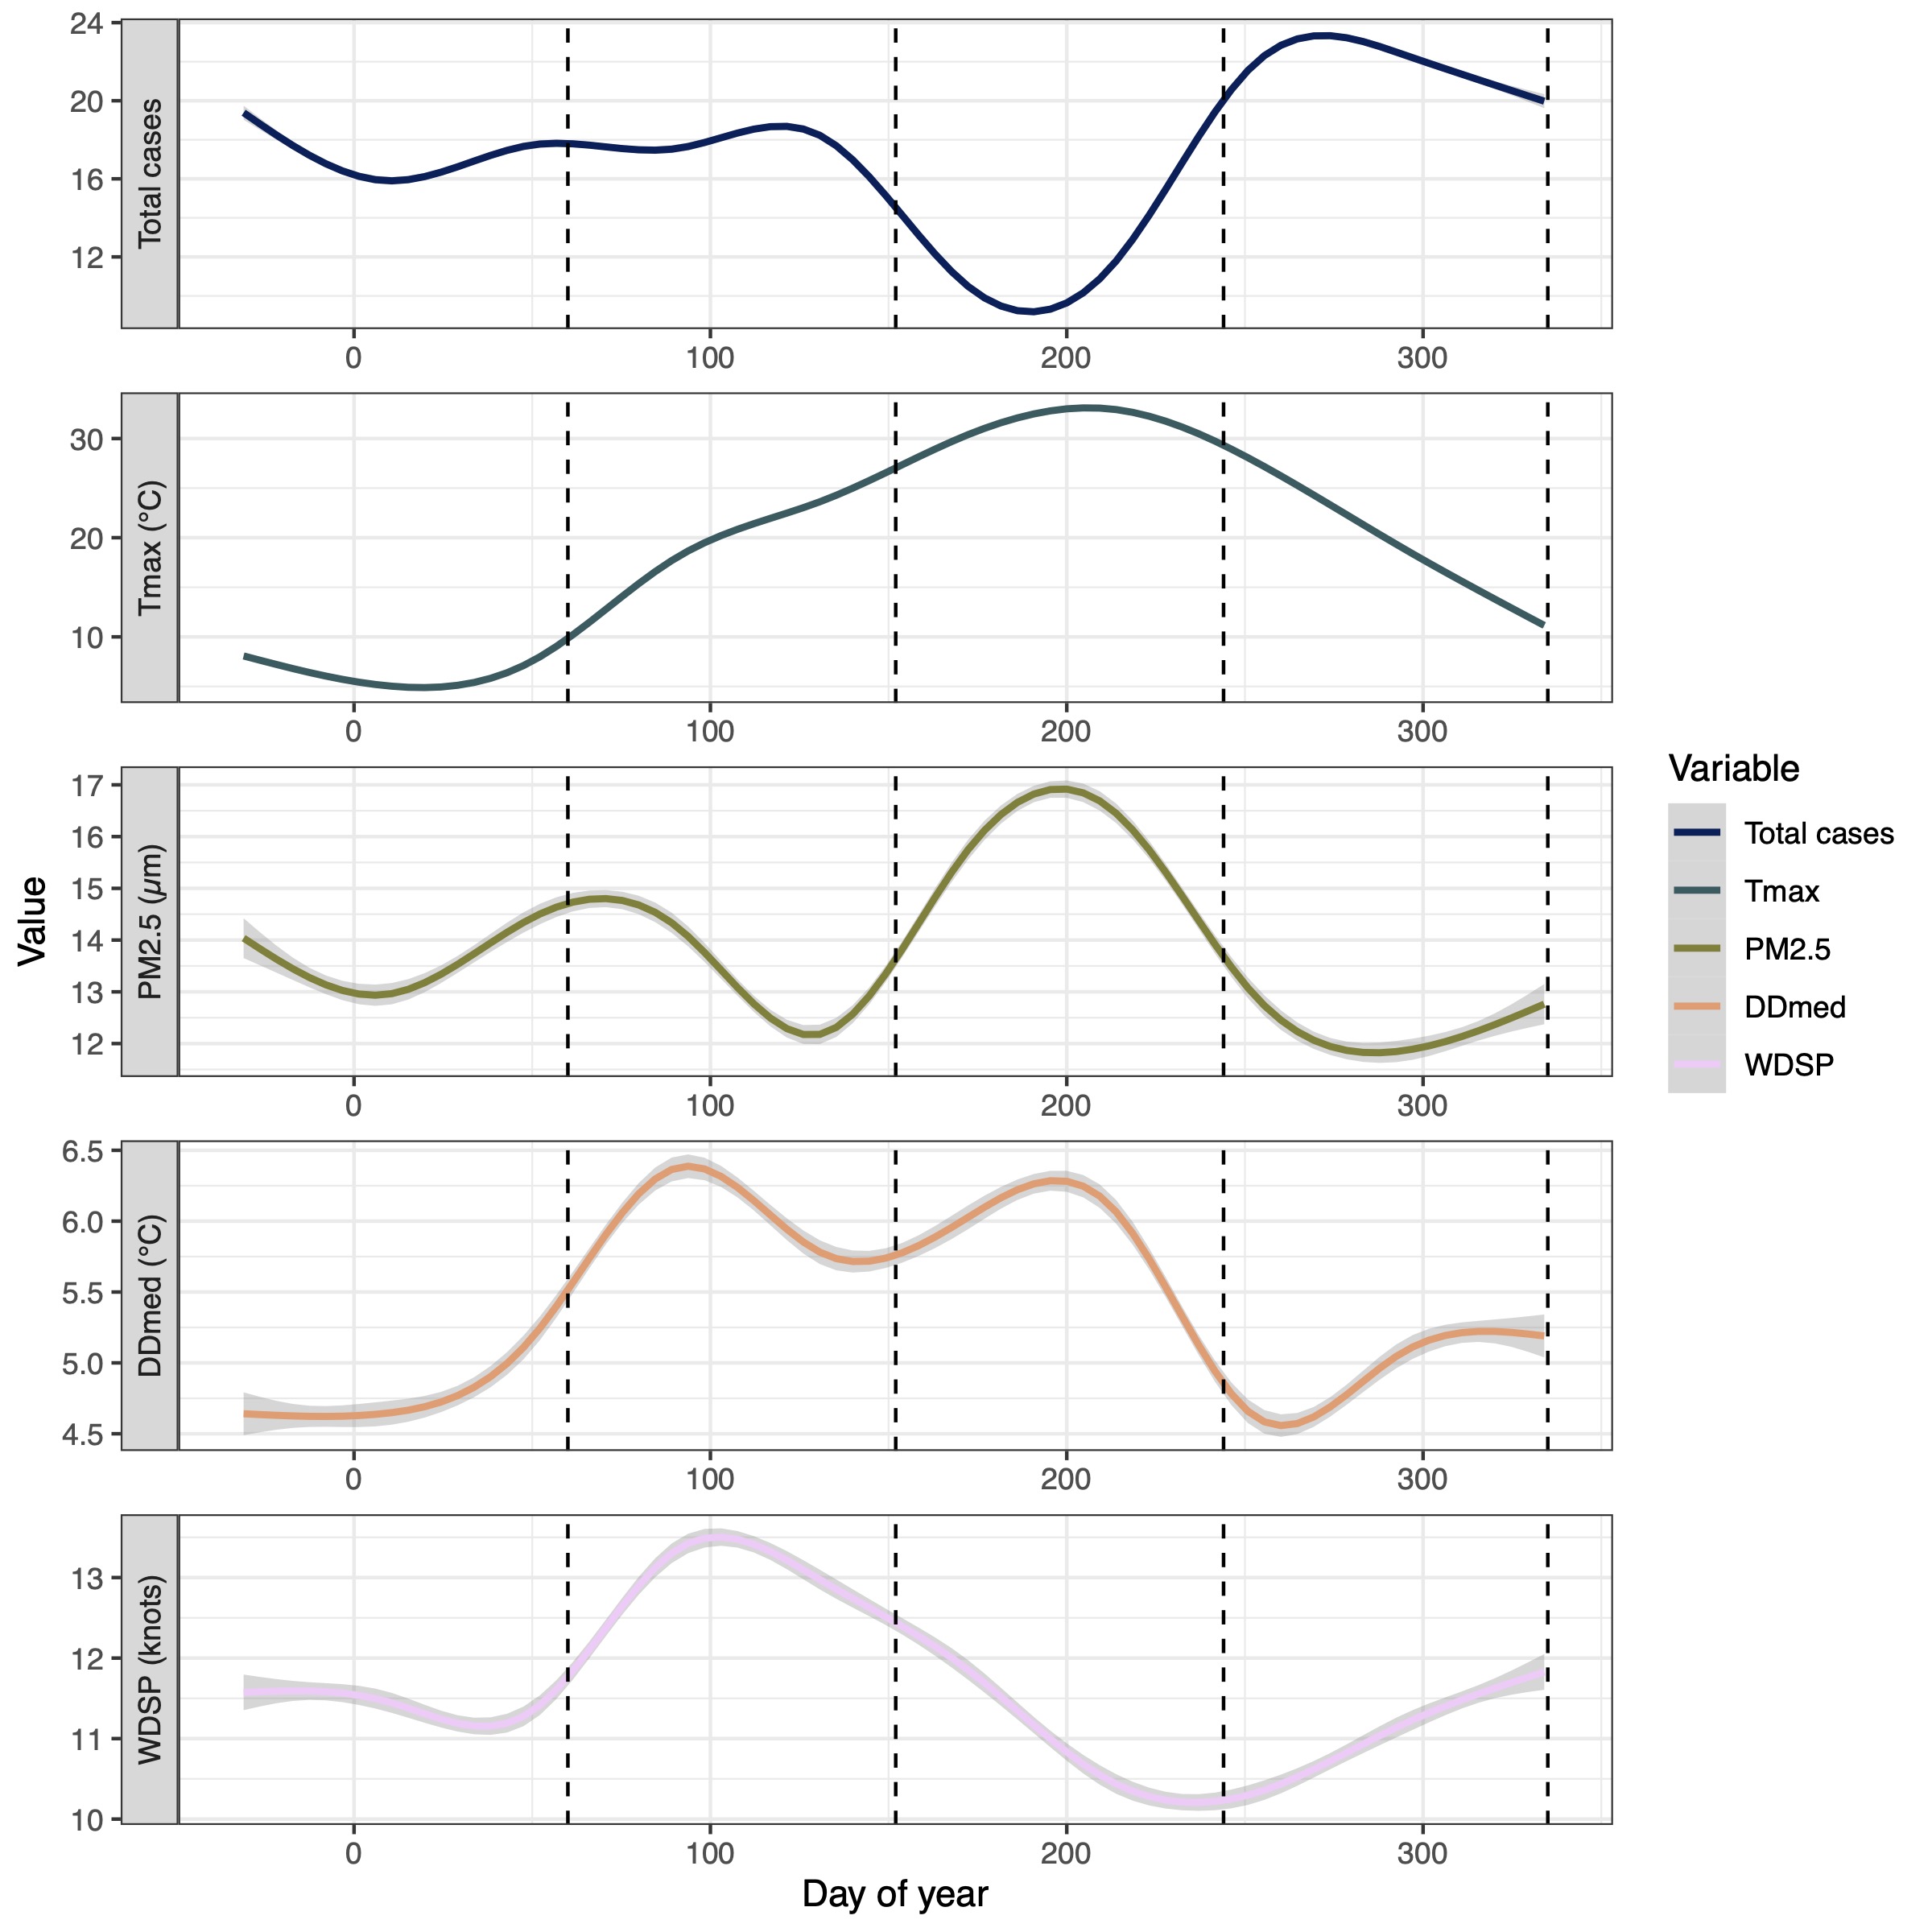 Value
Total cases
24
20
16
12
0 100 200 300
Tmax (°C)
30
20
10
0 100 200 300
PM2.5 (μm)
17
16
15
14
13
12
0 100 200 300
DDmed (°C)
6.5
6.0
5.5
5.0
4.5
0 100 200 300
WDSP (knots)
13
12
11
10
0 100 200 300
Day of year
Variable
Total cases
Tmax
PM2.5
DDmed
WDSP